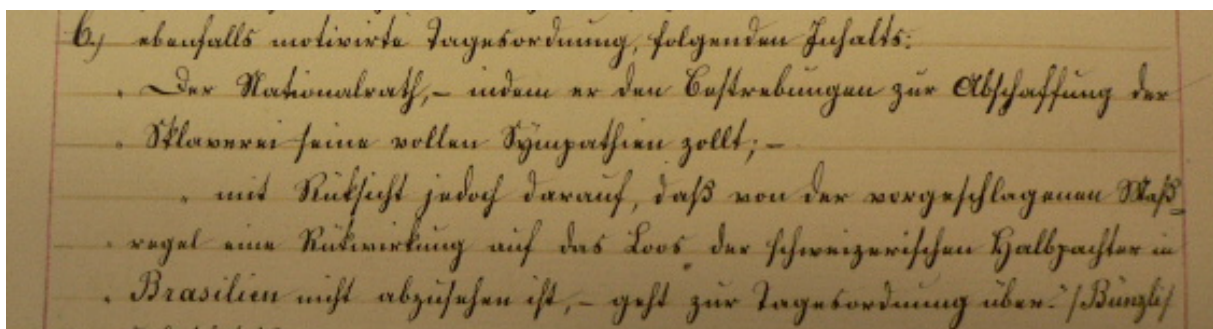 6.) ebenfalls motivirte Tagesordnung, folgenden Inhalts:
„Der Nationalrath, – indem er den Bestrebungen zur Abschaffung der
„Sklaverei seine vollen Sympathien zollt; –
„mit Rüksicht jedoch darauf, daß von der vorgeschlagenen Maß=
„regel eine Rükwirkung auf das Loos der schweizerischen Halbpachter in
„Brasilien nicht abzusehen ist, – geht zur Tagesordnung über." /Bünzli/